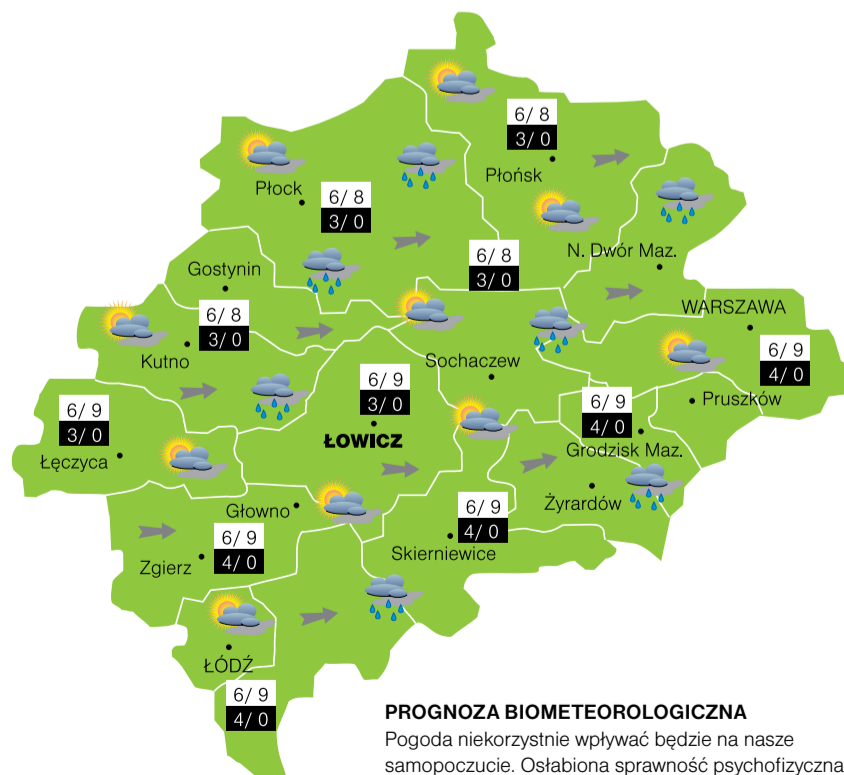 6/ 8
3/ 0
Płońsk
Płock
6/ 8
3/ 0
N. Dwór Maz.
6/ 8
3/ 0
Gostynin
6/ 8
3/ 0
Kutno
WARSZAWA
6/ 9
4/ 0
Sochaczew
6/ 9
3/ 0
ŁOWICZ
Pruszków
6/ 9
4/ 0
Grodzisk Maz.
6/ 9
3/ 0
Łęczyca
Żyrardów
Głowno
6/ 9
4/ 0
Skierniewice
6/ 9
4/ 0
Zgierz
ŁÓDŹ
6/ 9
4/ 0
PROGNOZA BIOMETEOROLOGICZNA
Pogoda niekorzystnie wpływać będzie na nasze
samopoczucie. Osłabiona sprawność psychofizyczna